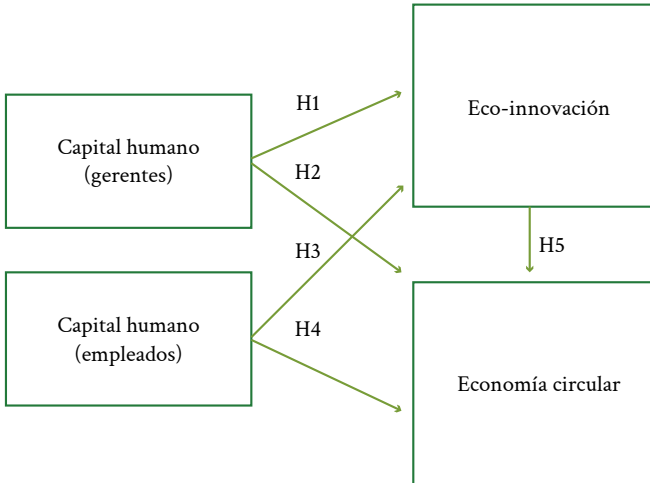 H1
Eco-innovación
Capital humano
(gerentes)
H2
H3
H5
Capital humano
(empleados)
H4
Economía circular